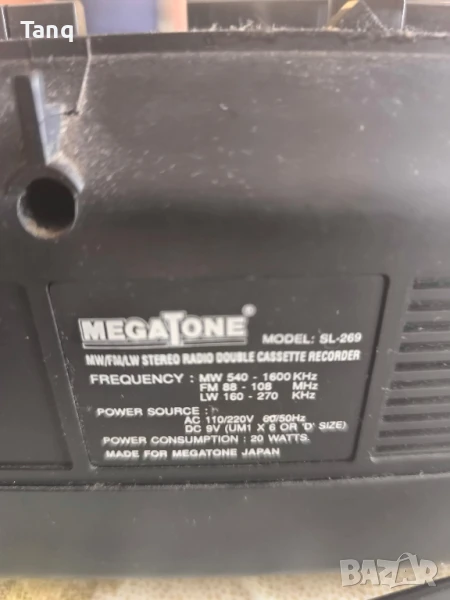 Tanq
MEGATONE® MODEL: SL-269
MW/FM/LW STEREO RADIO DOUBLE CASSETTE RECORDER
FREQUENCY : MW 540 - 1600 KHz
FM 88 - 108 MHz
LW 160 - 270 KHz
POWER SOURCE :
AC 110/220V 60/50Hz
DC 9V (UM1 X 6 OR 'D' SIZE)
POWER CONSUMPTION : 20 WATTS
MADE FOR MEGATONE JAPAN
BAZAR